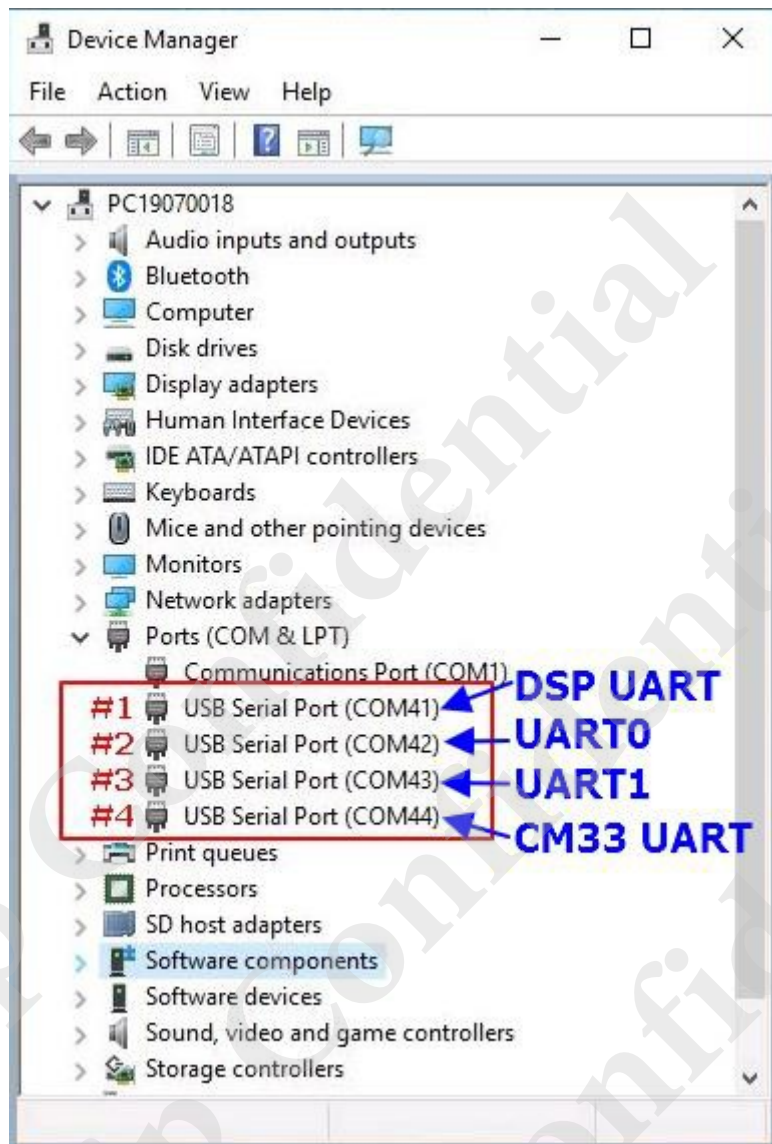 Device Manager
File Action View Help
PC19070018
Audio inputs and outputs
Bluetooth
Computer
Disk drives
Display adapters
Human Interface Devices
IDE ATA/ATAPI controllers
Keyboards
Mice and other pointing devices
Monitors
Network adapters
Ports (COM & LPT)
Communications Port (COM1)
#1 USB Serial Port (COM41) DSP UART
#2 USB Serial Port (COM42) UART0
#3 USB Serial Port (COM43) UART1
#4 USB Serial Port (COM44) CM33 UART
Print queues
Processors
SD host adapters
Software components
Software devices
Sound, video and game controllers
Storage controllers
Confidential